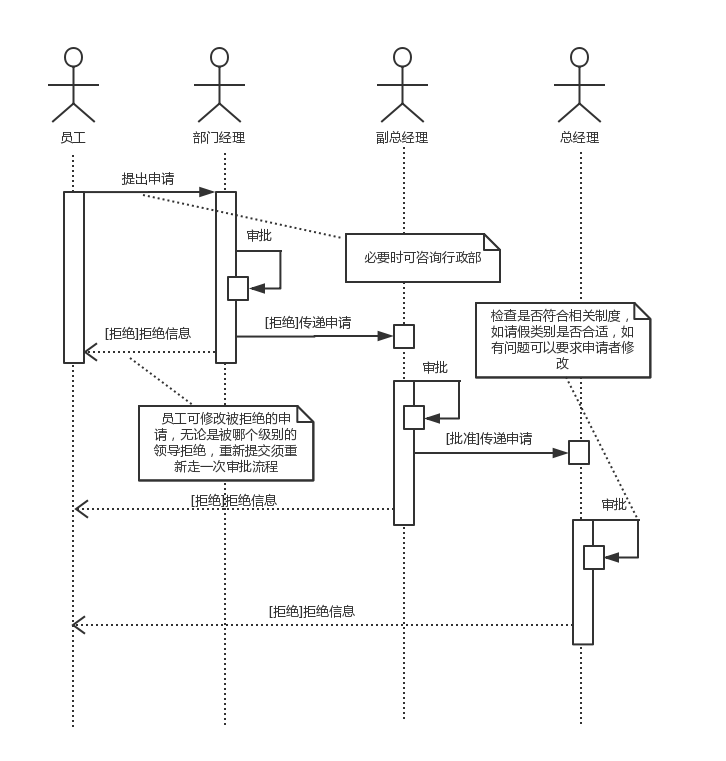 员工
部门经理
副总经理
总经理
提出申请
审批
必要时可咨询行政部
[拒绝]传递申请
[拒绝]拒绝信息
检查是否符合相关制度，
如请假类别是否合适，如
有问题可以要求申请者修
改
审批
员工可修改被拒绝的申
请，无论是被哪个级别的
领导拒绝，重新提交须重
新走一次审批流程
[批准]传递申请
[拒绝]拒绝信息
审批
[拒绝]拒绝信息